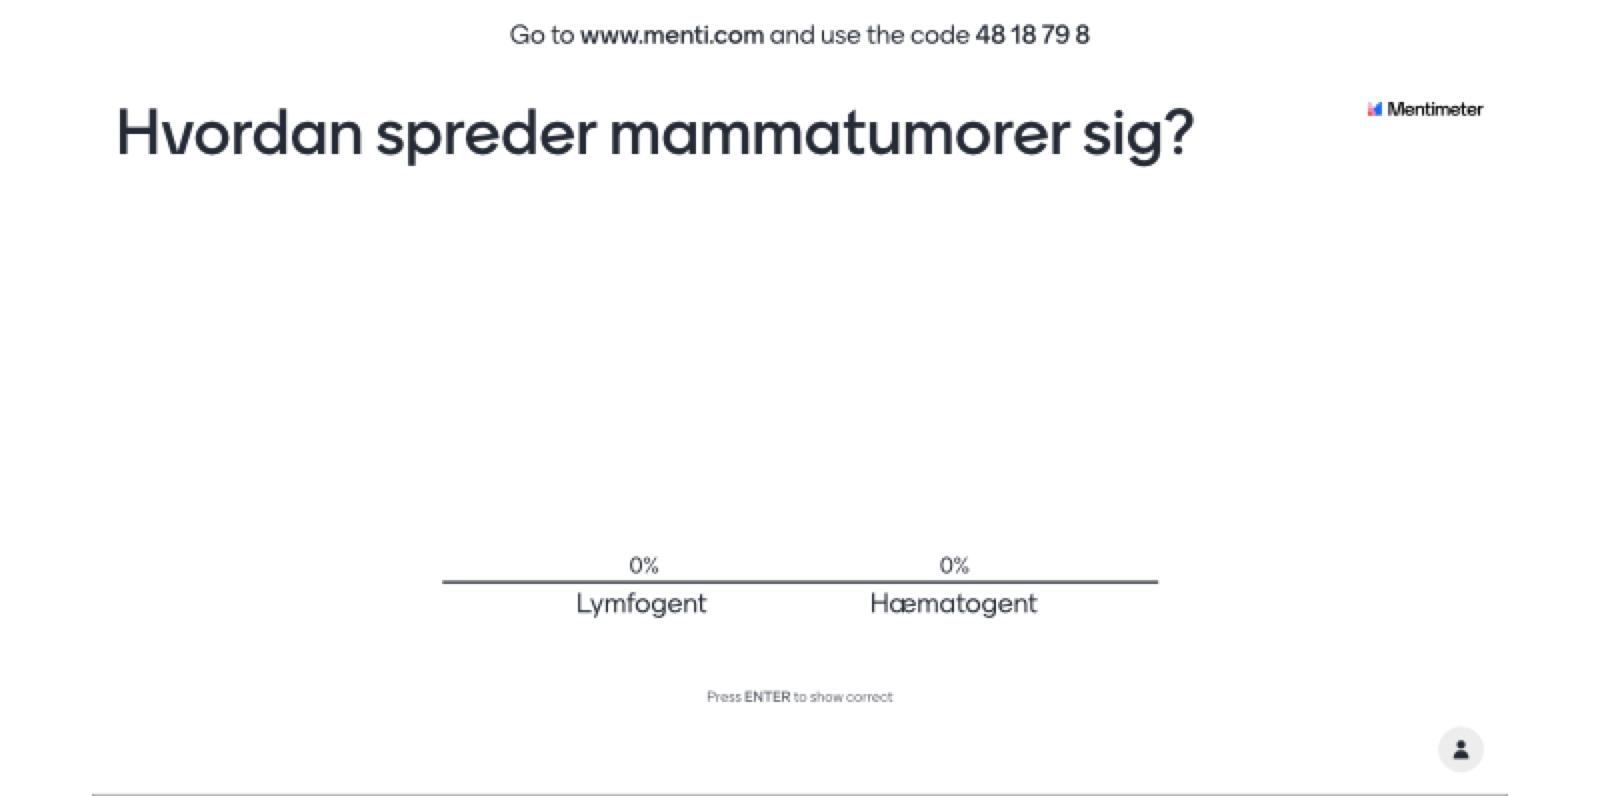 Go to www.menti.com and use the code 48 18 79 8
Hvordan spreder mammatumorer sig?
Mentimeter
0%
0%
Lymfogent
Hæmatogent
Press ENTER to show correct